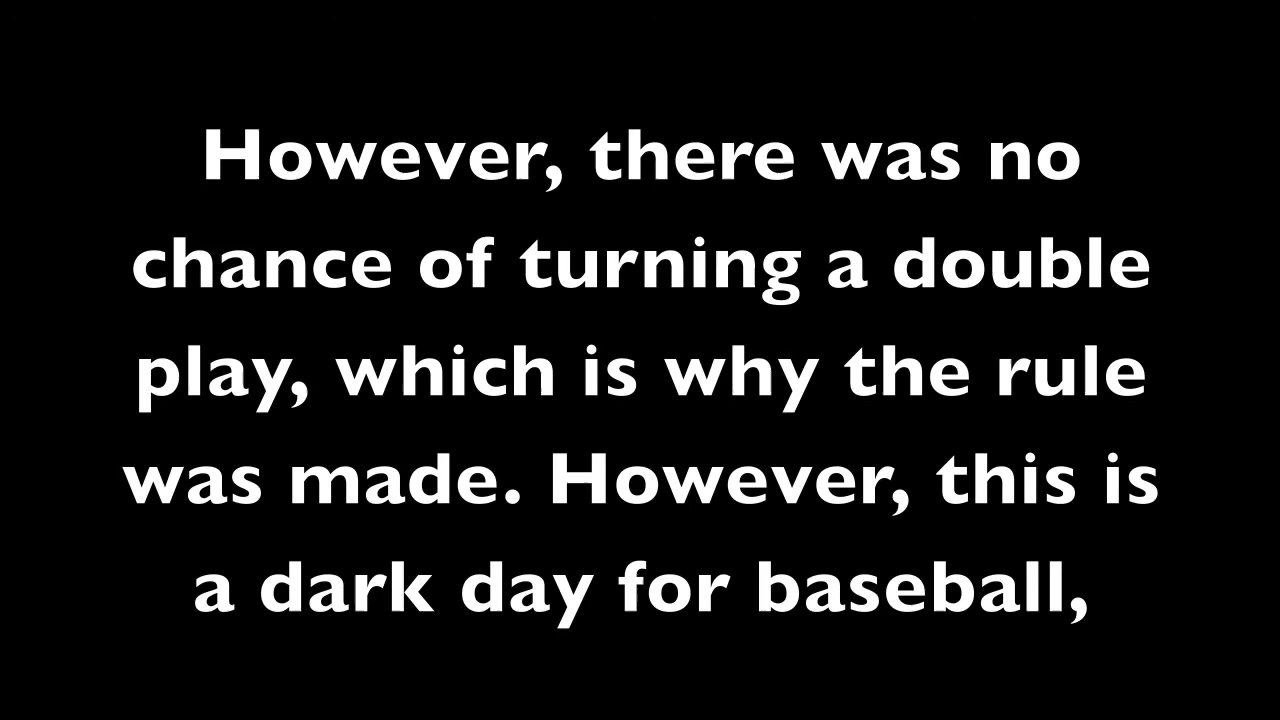 However, there was no
chance of turning a double
play, which is why the rule
was made. However, this is
a dark day for baseball,